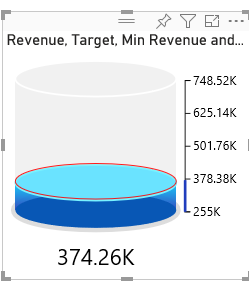 Revenue, Target, Min Revenue and...
748.52K
625.14K
501.76K
378.38K
255K
374.26K